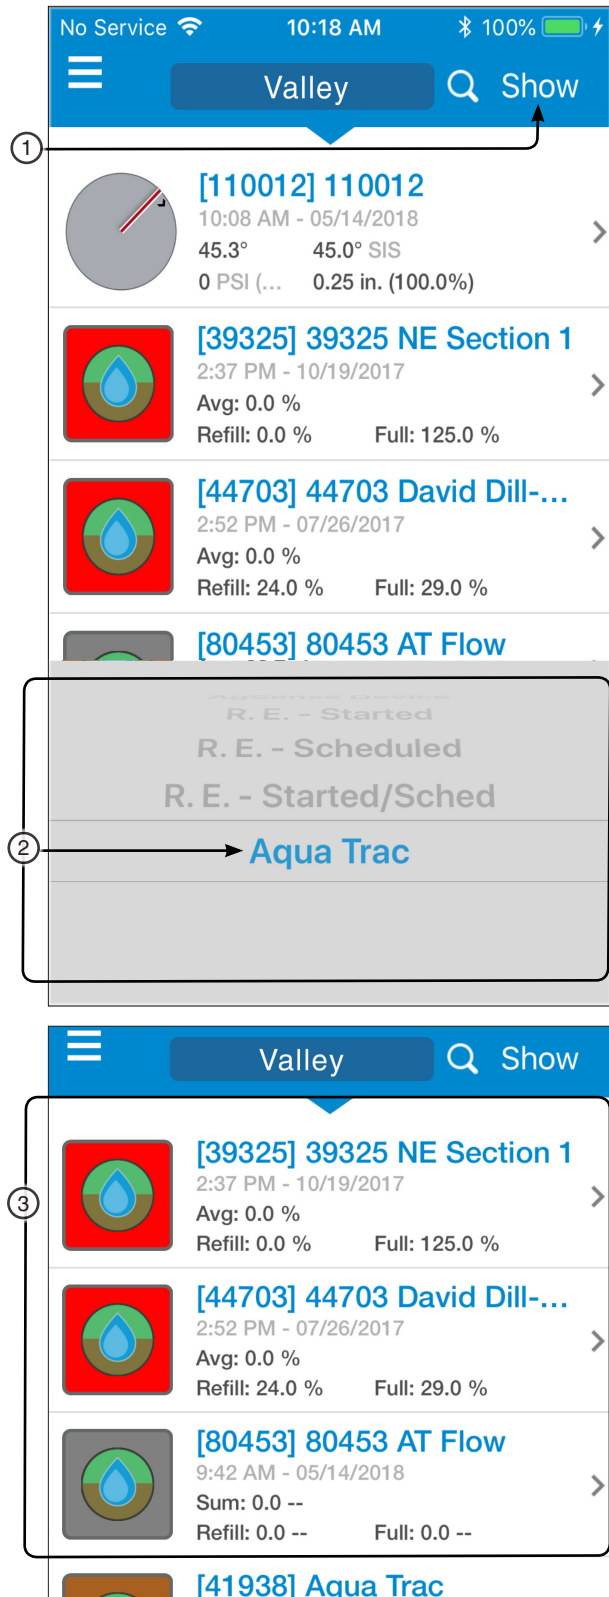 No Service 10:18 AM 100%
Valley Show
1
[110012] 110012
10:08 AM - 05/14/2018
45.3° 45.0° SIS
0 PSI (... 0.25 in. (100.0%)
[39325] 39325 NE Section 1
2:37 PM - 10/19/2017
Avg: 0.0 %
Refill: 0.0 % Full: 125.0 %
[44703] 44703 David Dill-...
2:52 PM - 07/26/2017
Avg: 0.0 %
Refill: 24.0 % Full: 29.0 %
[80453] 80453 AT Flow
AgSense Device
R. E. - Started
R. E. - Scheduled
R. E. - Started/Sched
2
Aqua Trac
Valley Show
3
[39325] 39325 NE Section 1
2:37 PM - 10/19/2017
Avg: 0.0 %
Refill: 0.0 % Full: 125.0 %
[44703] 44703 David Dill-...
2:52 PM - 07/26/2017
Avg: 0.0 %
Refill: 24.0 % Full: 29.0 %
[80453] 80453 AT Flow
9:42 AM - 05/14/2018
Sum: 0.0 --
Refill: 0.0 -- Full: 0.0 --
[41938] Aqua Trac